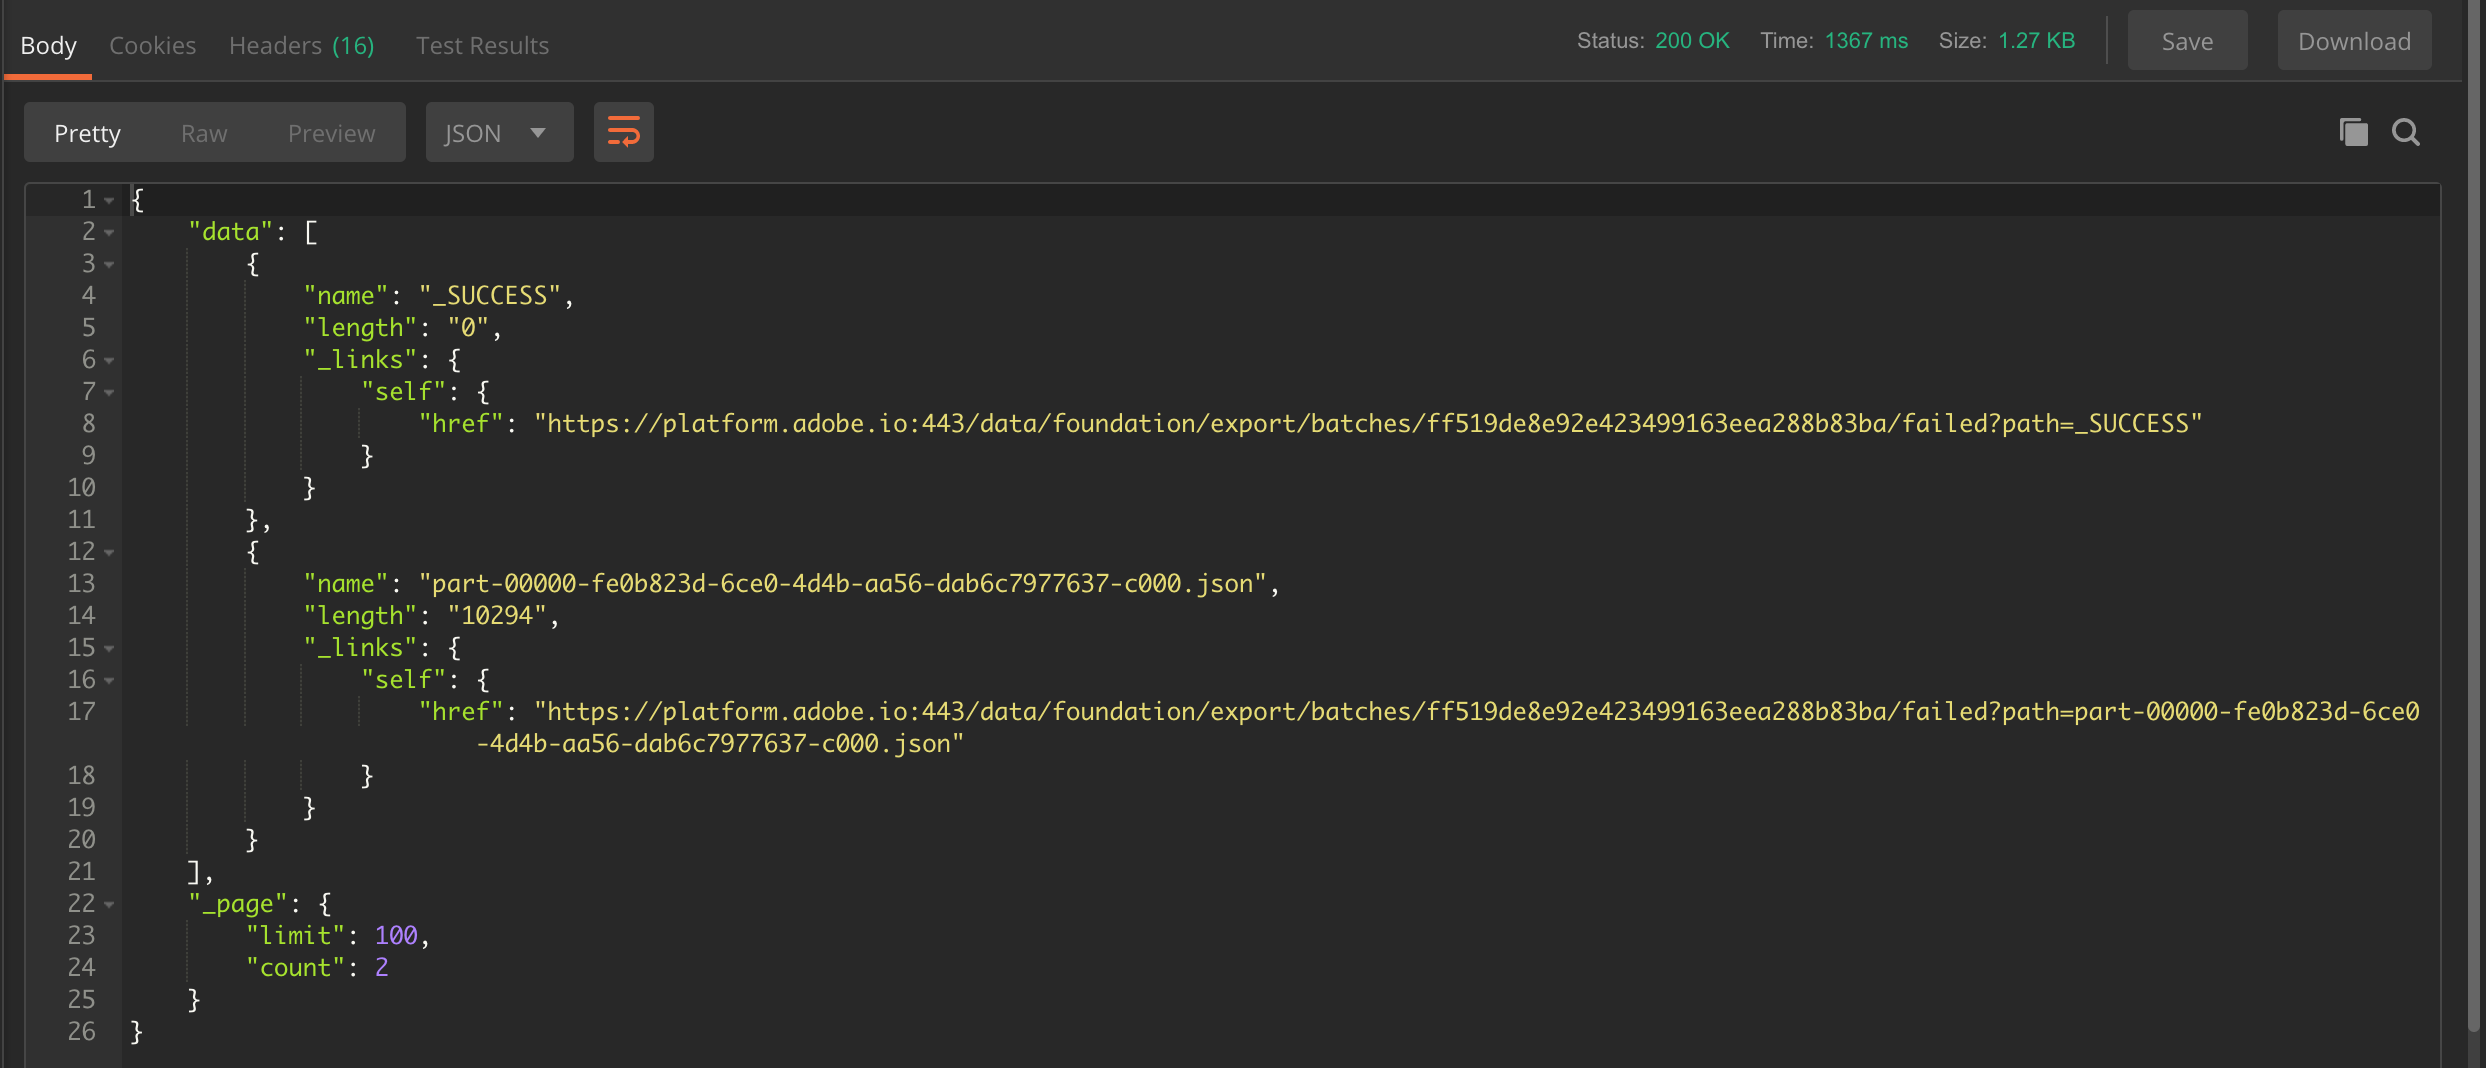 Body Cookies Headers (16) Test Results Status: 200 OK Time: 1367 ms Size: 1.27 KB Save Download
Pretty Raw Preview JSON
1 {
2 "data": [
3 {
4 "name": "_SUCCESS",
5 "length": "0",
6 "_links": {
7 "self": {
8 "href": "https://platform.adobe.io:443/data/foundation/export/batches/ff519de8e92e423499163eea288b83ba/failed?path=_SUCCESS"
9 }
10 }
11 },
12 {
13 "name": "part-00000-fe0b823d-6ce0-4d4b-aa56-dab6c7977637-c000.json",
14 "length": "10294",
15 "_links": {
16 "self": {
17 "href": "https://platform.adobe.io:443/data/foundation/export/batches/ff519de8e92e423499163eea288b83ba/failed?path=part-00000-fe0b823d-6ce0
-4d4b-aa56-dab6c7977637-c000.json"
18 }
19 }
20 }
21 ],
22 "_page": {
23 "limit": 100,
24 "count": 2
25 }
26 }